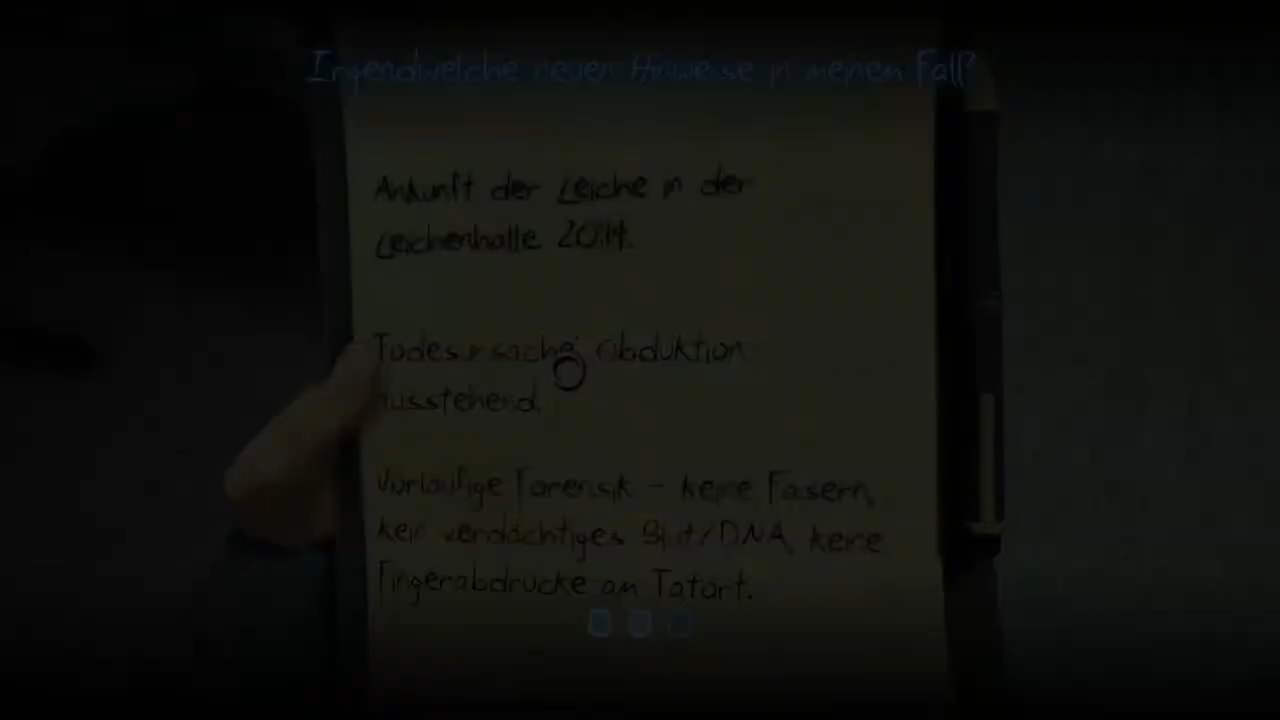 Irgendwelche neuen Hinweise in meinem Fall?
Ankunft der Leiche in der
Leichenhalle 20:14.
Todesursache: Obduktion
ausstehend.
Vorläufige Forensik - keine Fasern,
kein verdächtiges Blut/DNA, keine
Fingerabdrücke am Tatort.